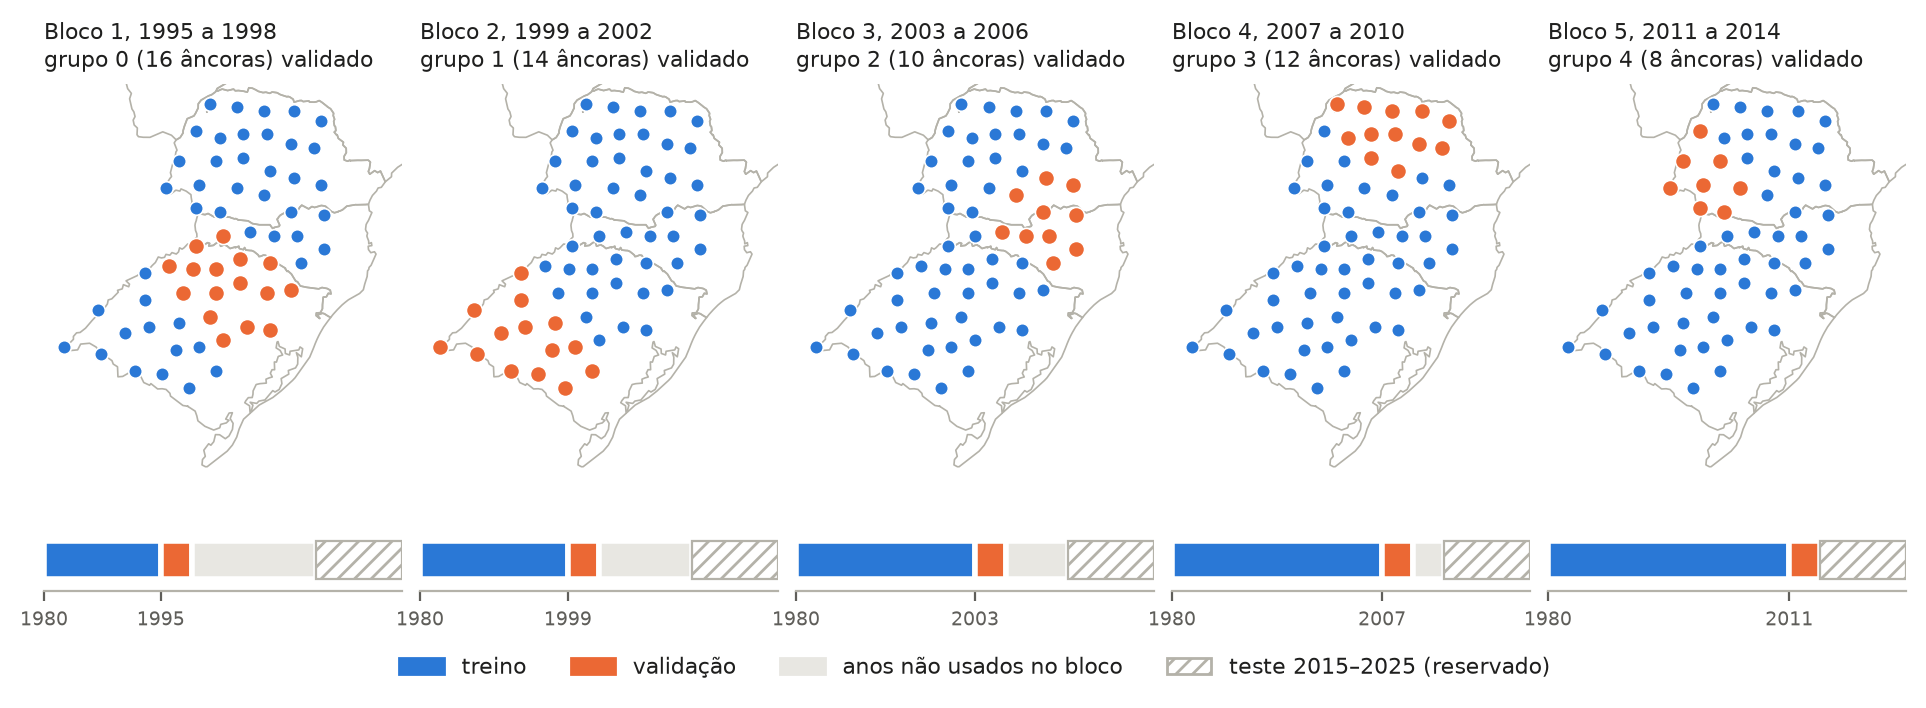 Bloco 1, 1995 a 1998
grupo 0 (16 âncoras) validado
Bloco 2, 1999 a 2002
grupo 1 (14 âncoras) validado
Bloco 3, 2003 a 2006
grupo 2 (10 âncoras) validado
Bloco 4, 2007 a 2010
grupo 3 (12 âncoras) validado
Bloco 5, 2011 a 2014
grupo 4 (8 âncoras) validado
1980 1995
1980 1999
1980 2003
1980 2007
1980 2011
treino
validação
anos não usados no bloco
teste 2015–2025 (reservado)